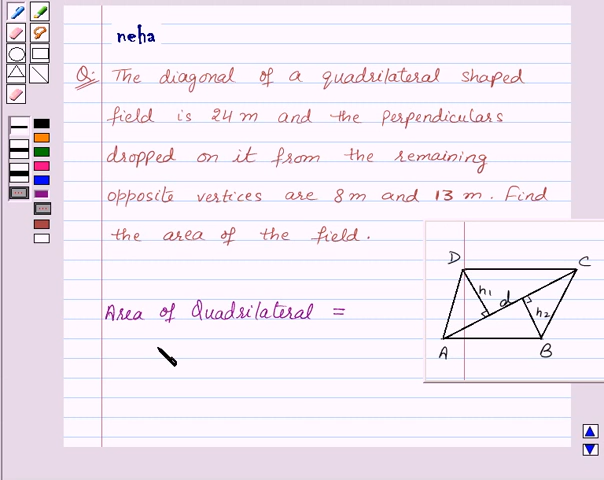 neha
Q: The diagonal of a quadrilateral shaped
field is 24 m and the perpendiculars
dropped on it from the remaining
opposite vertices are 8 m and 13 m. Find
the area of the field.
D
C
h1
d
h2
A
B
Area of Quadrilateral =